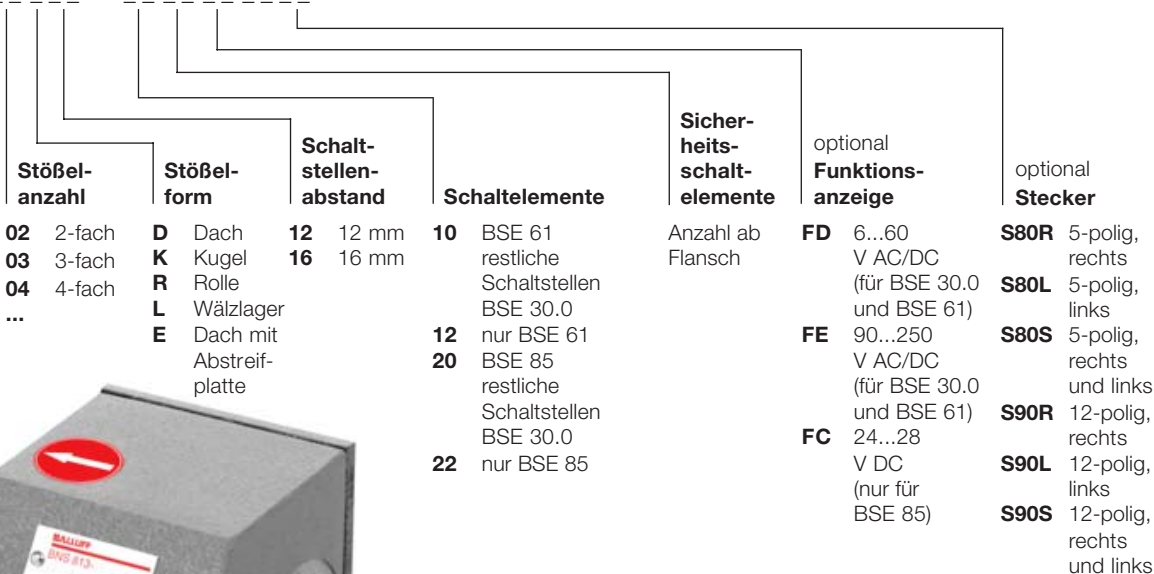 Stößel-
anzahl
02 2-fach
03 3-fach
04 4-fach
...
Stößel-
form
D Dach
K Kugel
R Rolle
L Wälzlager
E Dach mit
Abstreif-
platte
Schalt-
stellen-
abstand
12 12 mm
16 16 mm
Schaltelemente
10 BSE 61
restliche
Schaltstellen
BSE 30.0
12 nur BSE 61
20 BSE 85
restliche
Schaltstellen
BSE 30.0
22 nur BSE 85
Sicher-
heits-
schalt-
elemente
Anzahl ab
Flansch
optional
Funktions-
anzeige
FD 6...60
V AC/DC
(für BSE 30.0
und BSE 61)
FE 90...250
V AC/DC
(für BSE 30.0
und BSE 61)
FC 24...28
V DC
(nur für
BSE 85)
optional
Stecker
S80R 5-polig,
rechts
S80L 5-polig,
links
S80S 5-polig,
rechts
und links
S90R 12-polig,
rechts
S90L 12-polig,
links
S90S 12-polig,
rechts
und links
BALLUFF
BNS 813-